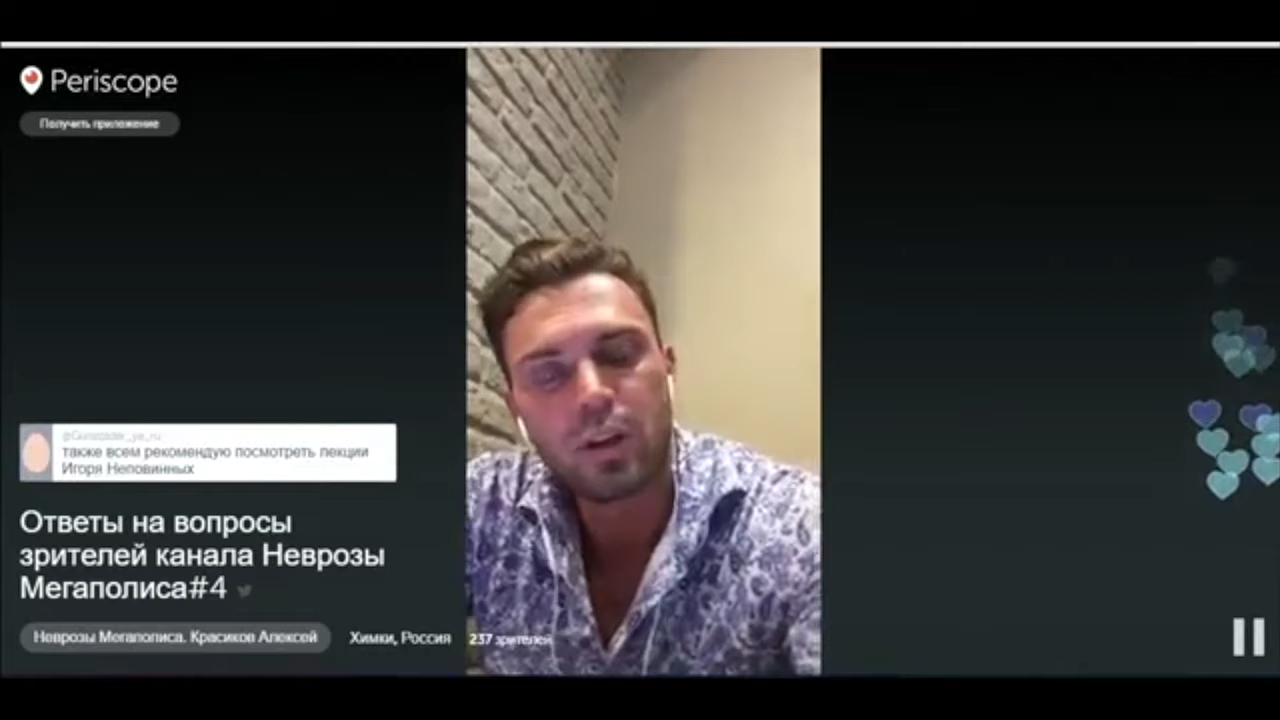 Periscope
Получить приложение
также всем рекомендую посмотреть лекции
Игоря Неповинных
Ответы на вопросы
зрителей канала Неврозы
Мегаполиса#4
Неврозы Мегаполиса. Красиков Алексей
Химки, Россия
237 зрителей